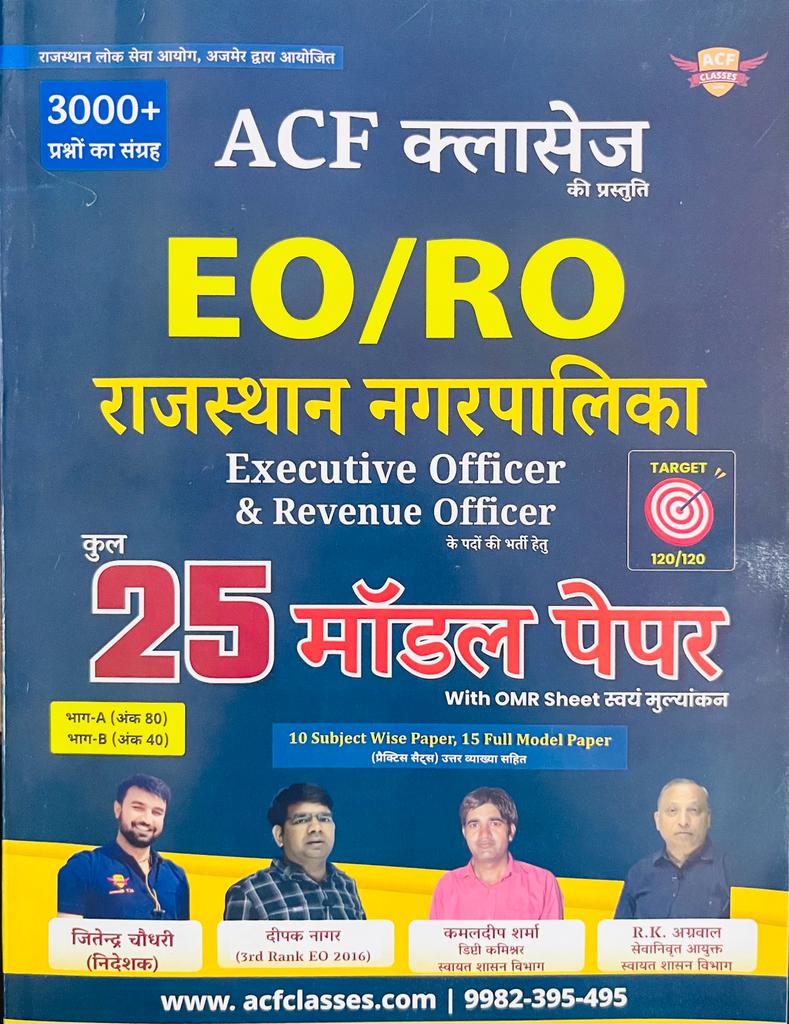 राजस्थान लोक सेवा आयोग, अजमेर द्वारा आयोजित
ACF
CLASSES
3000+
प्रश्नों का संग्रह
ACF क्लासेज
की प्रस्तुति
EO/RO
राजस्थान नगरपालिका
Executive Officer
& Revenue Officer
के पदों की भर्ती हेतु
TARGET
120/120
कुल
25 मॉडल पेपर
With OMR Sheet स्वयं मुल्यांकन
भाग-A (अंक 80)
भाग-B (अंक 40)
10 Subject Wise Paper, 15 Full Model Paper
(प्रैक्टिस सैट्स) उत्तर व्याख्या सहित
जितेन्द्र चौधरी
(निदेशक)
दीपक नागर
(3rd Rank EO 2016)
कमलदीप शर्मा
डिप्टी कमिश्नर
स्वायत शासन विभाग
R.K. अग्रवाल
सेवानिवृत आयुक्त
स्वायत शासन विभाग
www. acfclasses.com | 9982-395-495